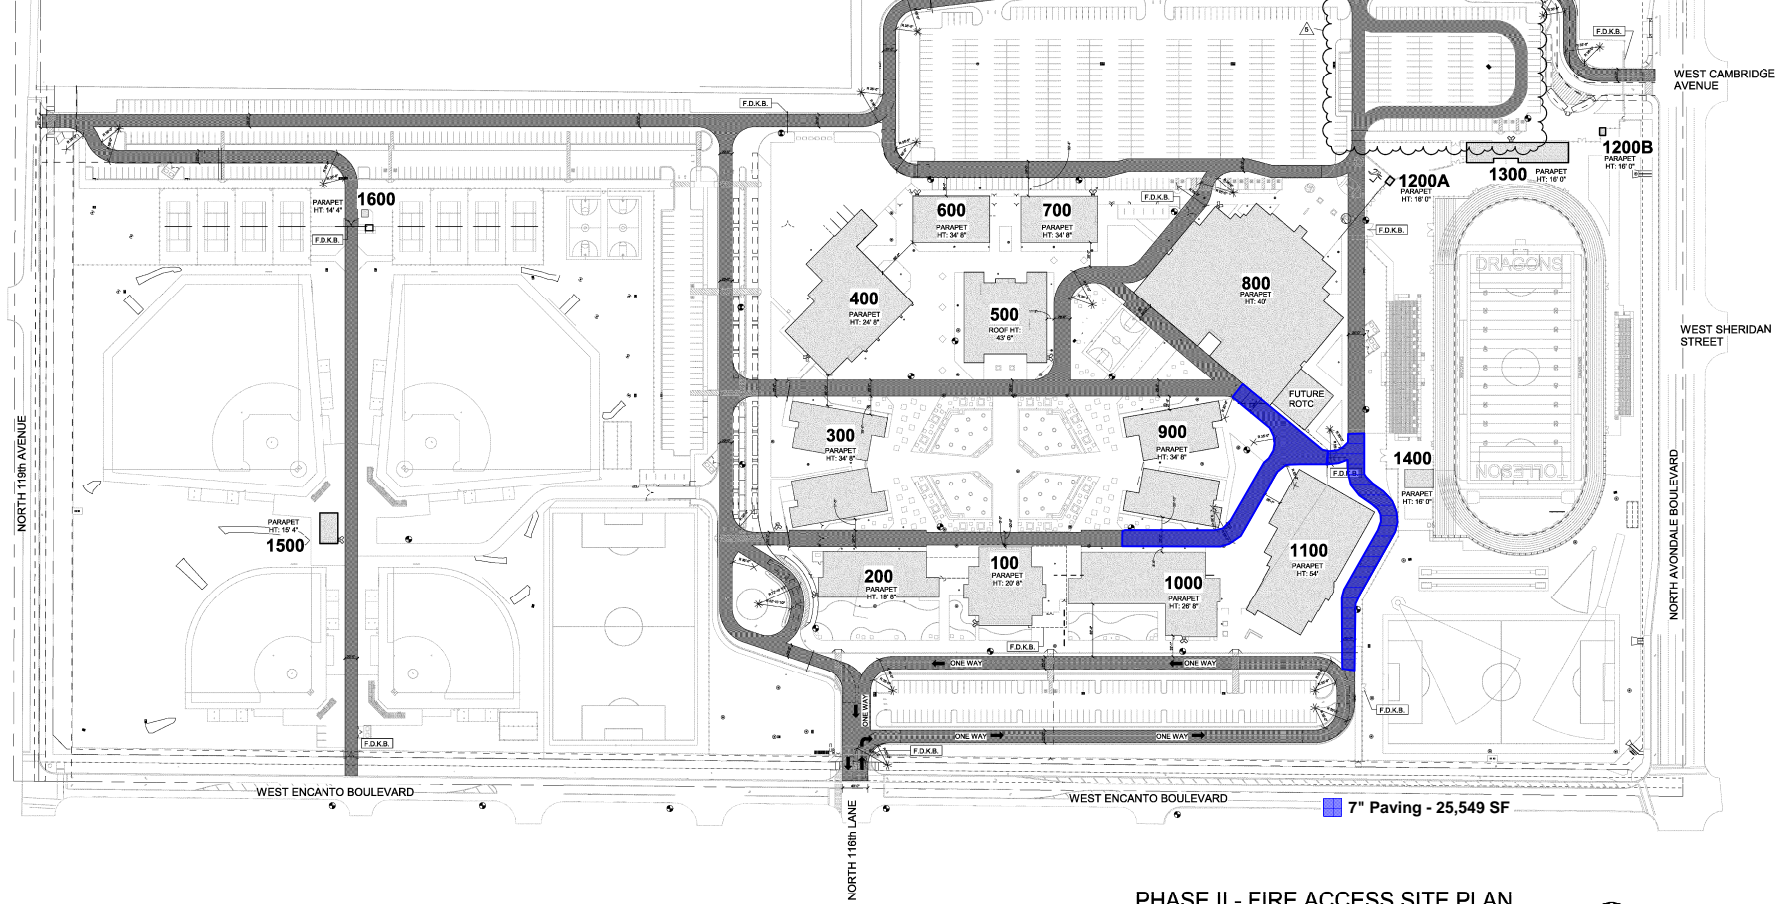 F.D.K.B.
5
WEST CAMBRIDGE
AVENUE
F.D.K.B.
1200B
PARAPET
HT: 16' 0"
1300
PARAPET
HT: 16' 0"
1200A
PARAPET
HT: 16' 0"
1600
PARAPET
HT: 14' 4"
F.D.K.B.
600
PARAPET
HT: 34' 8"
700
PARAPET
HT: 34' 8"
F.D.K.B.
F.D.K.B.
DRAGONS
400
PARAPET
HT: 24' 8"
500
ROOF HT:
43' 6"
800
PARAPET
HT: 40'
WEST SHERIDAN
STREET
FUTURE
ROTC
300
PARAPET
HT: 34' 8"
900
PARAPET
HT: 34' 8"
F.D.K.B.
1400
PARAPET
HT: 16' 0"
TOLLESON
NORTH 119th AVENUE
NORTH AVONDALE BOULEVARD
PARAPET
HT: 15' 4"
1500
200
PARAPET
HT: 18' 8"
100
PARAPET
HT: 20' 8"
1000
PARAPET
HT: 26' 8"
1100
PARAPET
HT: 54'
F.D.K.B.
ONE WAY
ONE WAY
ONE WAY
F.D.K.B.
ONE WAY
ONE WAY
F.D.K.B.
F.D.K.B.
WEST ENCANTO BOULEVARD
WEST ENCANTO BOULEVARD
NORTH 116th LANE
7" Paving - 25,549 SF
PHASE II - FIRE ACCESS SITE PLAN